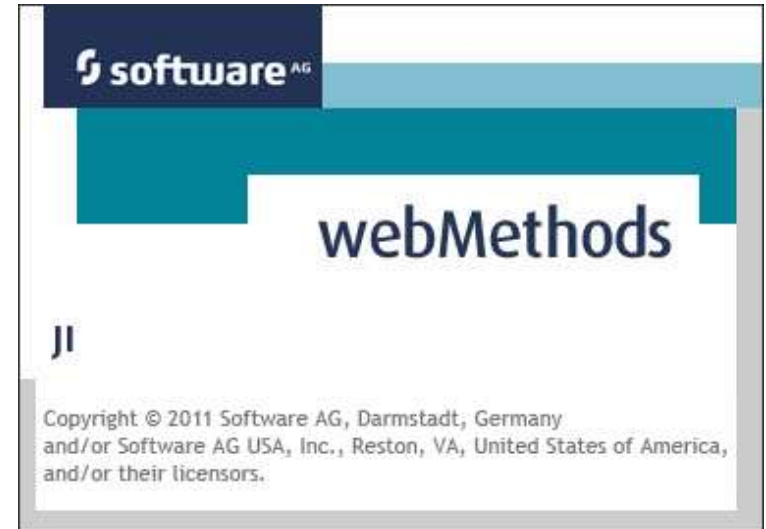 software AG
webMethods
JI
Copyright © 2011 Software AG, Darmstadt, Germany
and/or Software AG USA, Inc., Reston, VA, United States of America,
and/or their licensors.